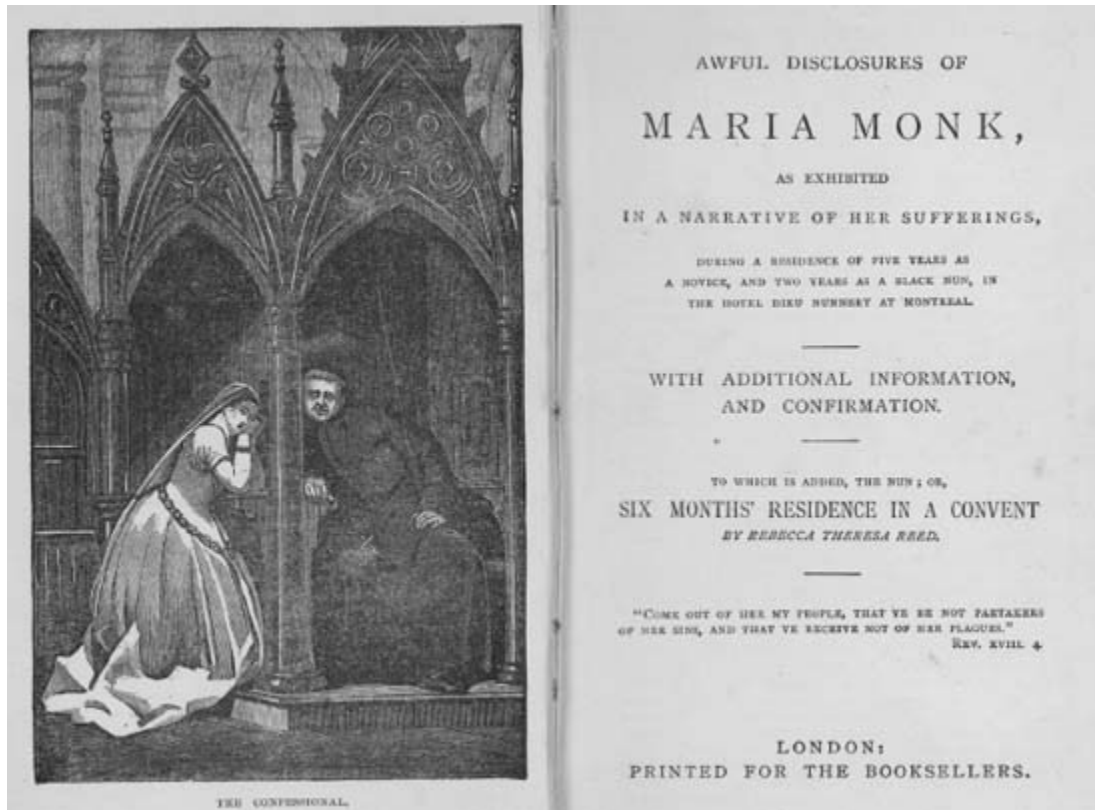 THE CONFESSIONAL.
AWFUL DISCLOSURES OF
MARIA MONK,
AS EXHIBITED
IN A NARRATIVE OF HER SUFFERINGS,
DURING A RESIDENCE OF FIVE YEARS AS
A NOVICE, AND TWO YEARS AS A BLACK NUN, IN
THE HOTEL DIEU NUNNERY AT MONTREAL.
WITH ADDITIONAL INFORMATION,
AND CONFIRMATION.
TO WHICH IS ADDED, THE NUN; OR,
SIX MONTHS' RESIDENCE IN A CONVENT
BY REBECCA THERESA REED.
"COME OUT OF HER MY PEOPLE, THAT YE BE NOT PARTAKERS
OF HER SINS, AND THAT YE RECEIVE NOT OF HER PLAGUES."
REV. XVIII. 4.
LONDON:
PRINTED FOR THE BOOKSELLERS.